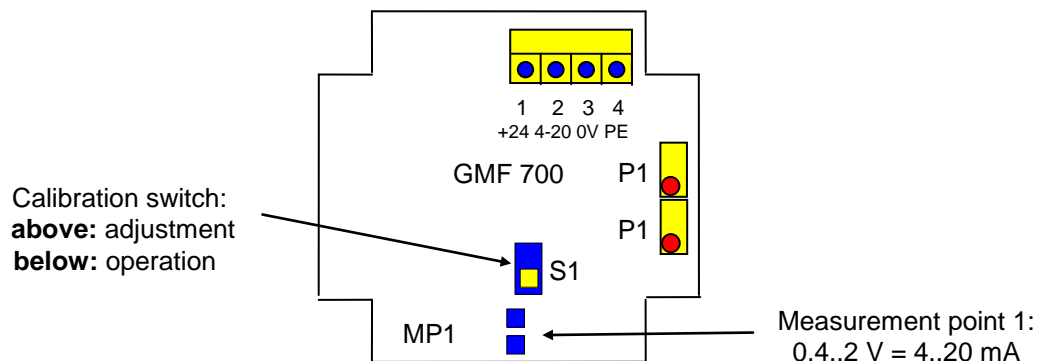 1 2 3 4
+24 4-20 0V PE
GMF 700
P1
P1
Calibration switch:
above: adjustment
below: operation
S1
MP1
Measurement point 1:
0.4..2 V = 4..20 mA